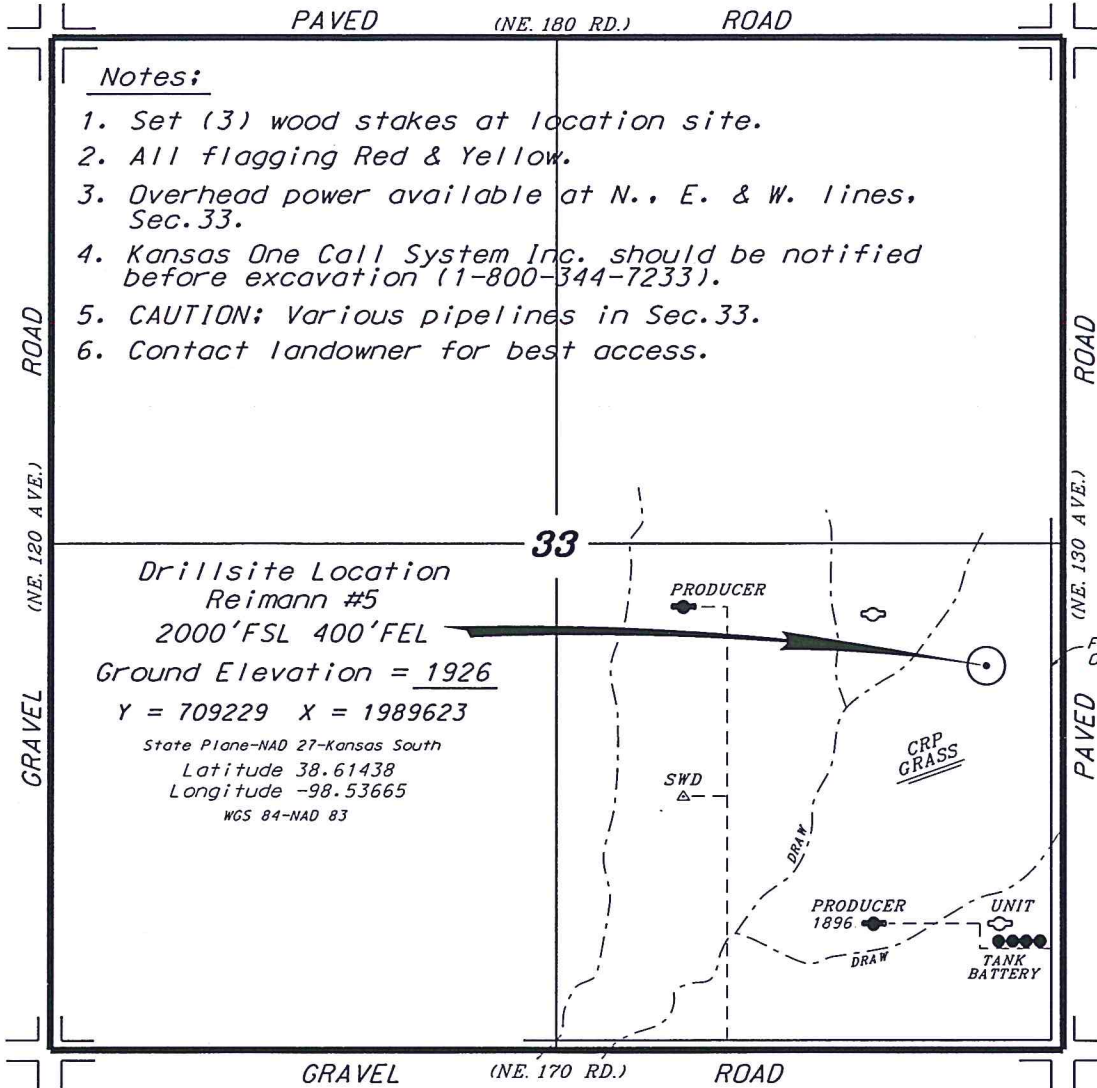 PAVED (NE. 180 RD.) ROAD
Notes:
1. Set (3) wood stakes at location site.
2. All flagging Red & Yellow.
3. Overhead power available at N., E. & W. lines,
Sec.33.
4. Kansas One Call System Inc. should be notified
before excavation (1-800-344-7233).
5. CAUTION: Various pipelines in Sec.33.
6. Contact landowner for best access.
GRAVEL (NE. 120 AVE.) ROAD
PAVED (NE. 130 AVE.) ROAD
33
Drillsite Location
Reimann #5
2000'FSL 400'FEL
Ground Elevation = 1926
Y = 709229 X = 1989623
State Plane-NAD 27-Kansas South
Latitude 38.61438
Longitude -98.53665
WGS 84-NAD 83
PRODUCER
CRP
GRASS
SWD
DRAW
PRODUCER
1896
UNIT
DRAW
TANK
BATTERY
GRAVEL (NE. 170 RD.) ROAD